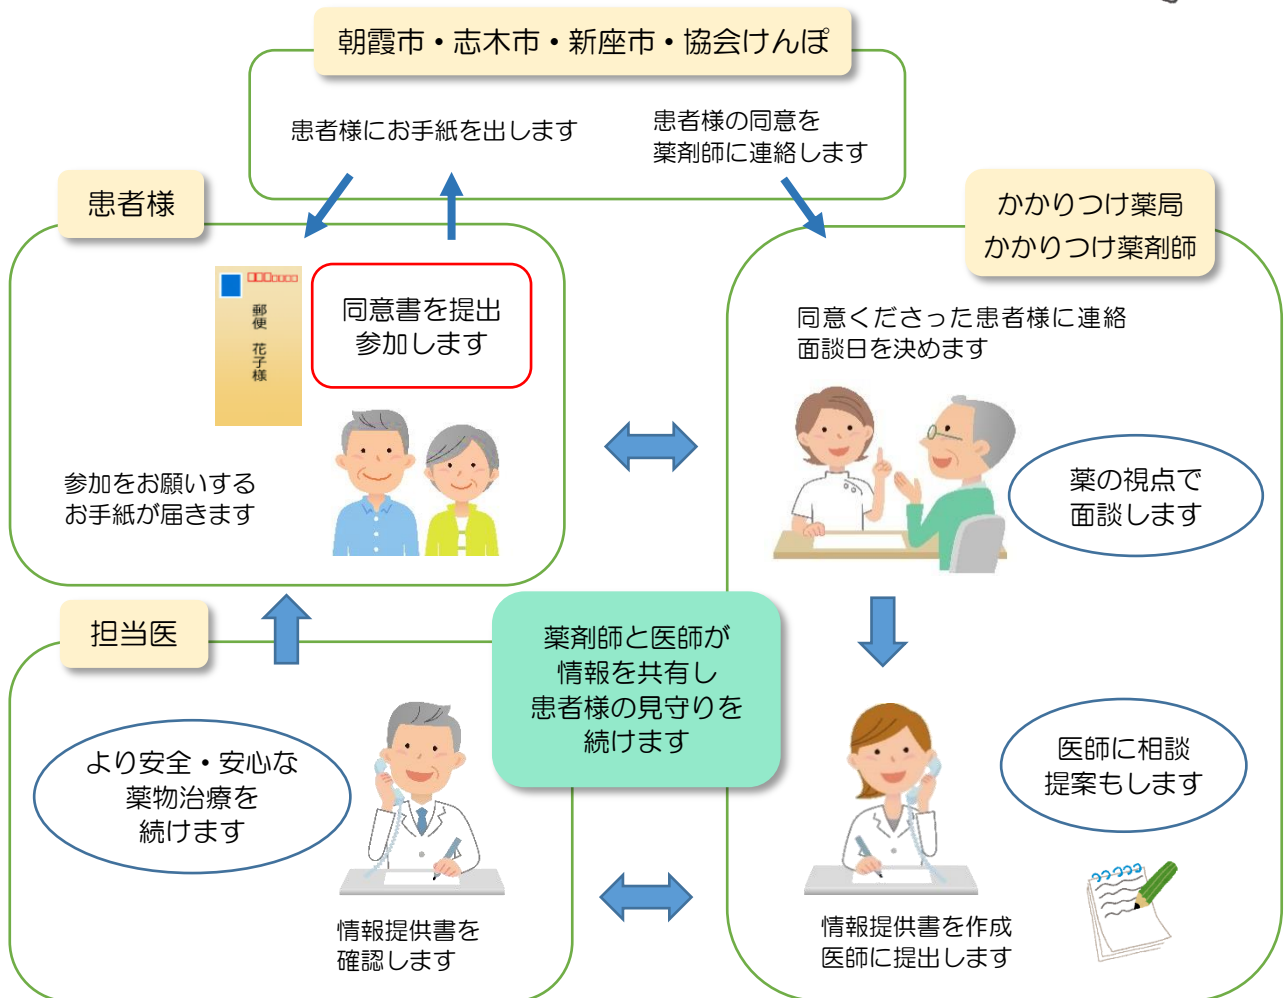 朝霞市・志木市・新座市・協会けんぽ
患者様にお手紙を出します
患者様の同意を
薬剤師に連絡します
患者様
郵便 花子様
同意書を提出
参加します
参加をお願いする
お手紙が届きます
かかりつけ薬局
かかりつけ薬剤師
同意くださった患者様に連絡
面談日を決めます
薬の視点で
面談します
担当医
薬剤師と医師が
情報を共有し
患者様の見守りを
続けます
より安全・安心な
薬物治療を
続けます
情報提供書を
確認します
医師に相談
提案もします
情報提供書を作成
医師に提出します